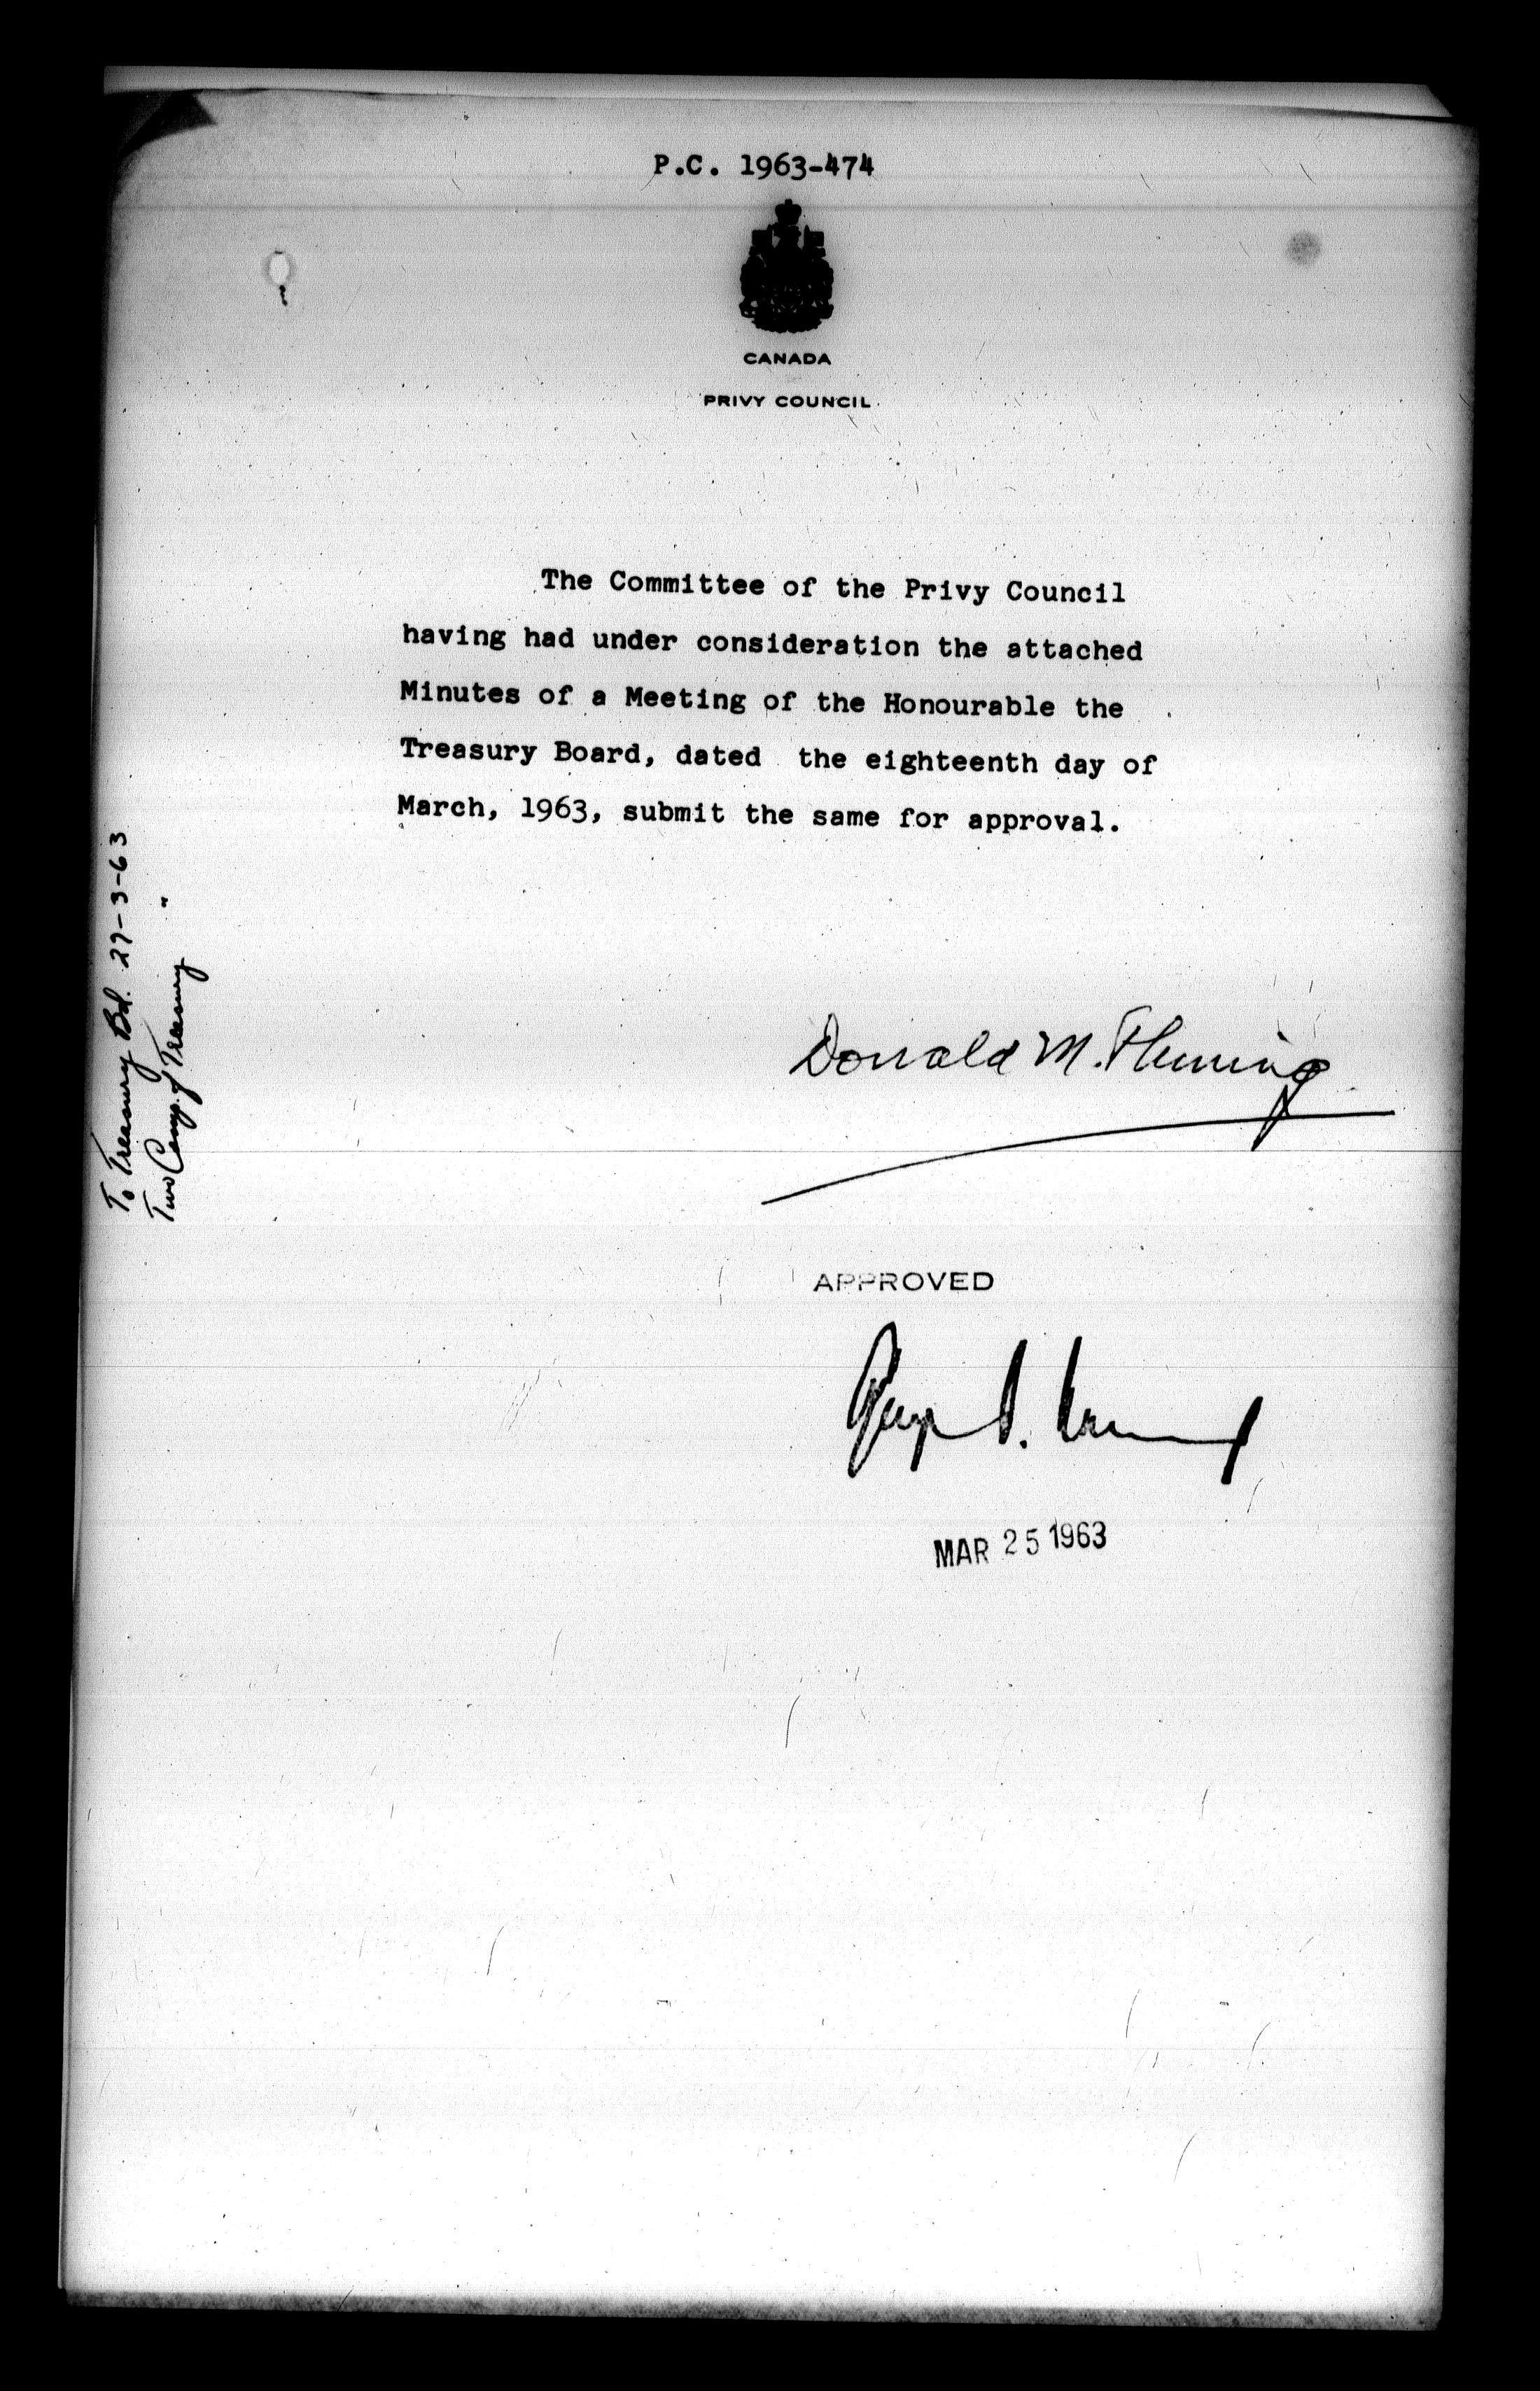 P.C. 1963-474
CANADA
PRIVY COUNCIL
The Committee of the Privy Council
having had under consideration the attached
Minutes of a Meeting of the Honourable the
Treasury Board, dated the eighteenth day of
March, 1963, submit the same for approval.
To Treasury Bd. 27-3-63
Two Comp. of Treasury "
Donald M. Fleming
APPROVED
MAR 25 1963